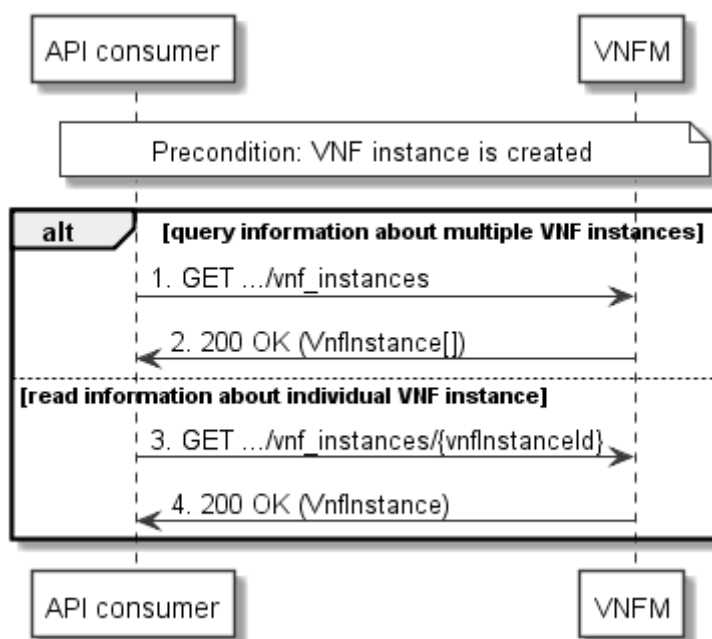 API consumer
VNFM
Precondition: VNF instance is created
alt
[query information about multiple VNF instances]
1. GET .../vnf_instances
2. 200 OK (VnfInstance[])
[read information about individual VNF instance]
3. GET .../vnf_instances/{vnfInstanceId}
4. 200 OK (VnfInstance)
API consumer
VNFM